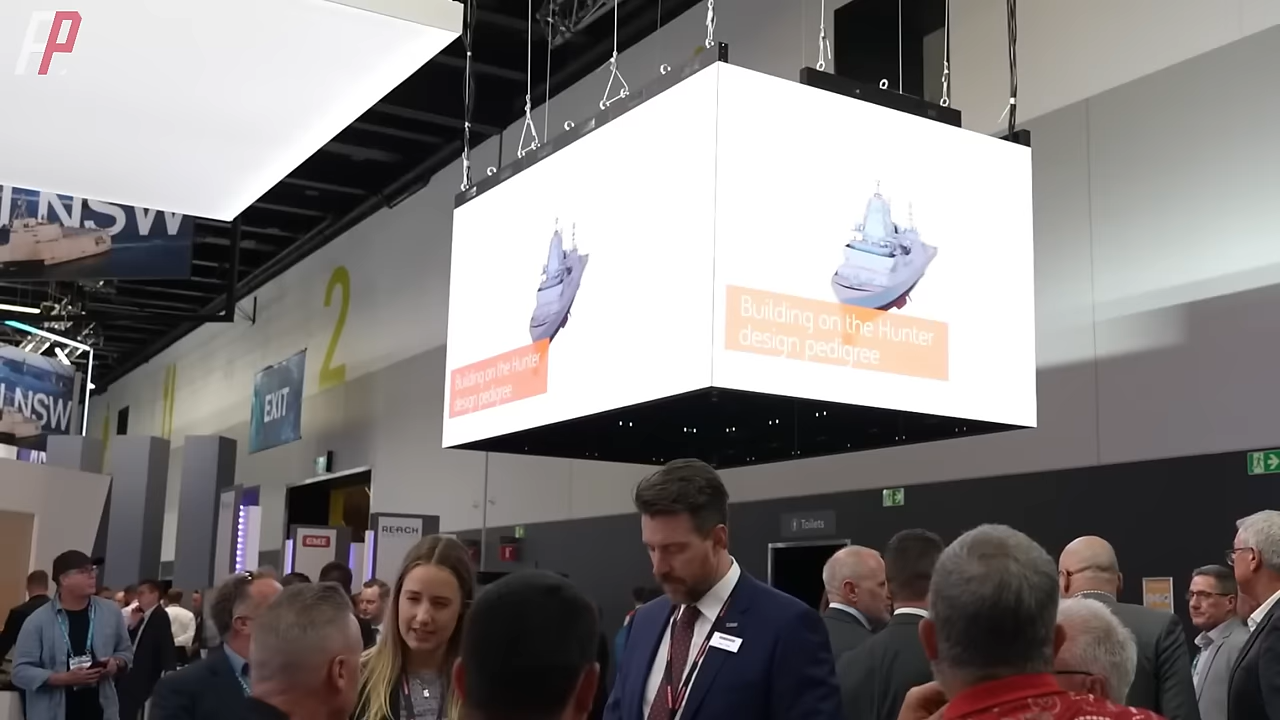 FP
NSW
2
EXIT
NSW
Building on the Hunter
design pedigree
Building on the Hunter
design pedigree
GME
REACH
Toilets